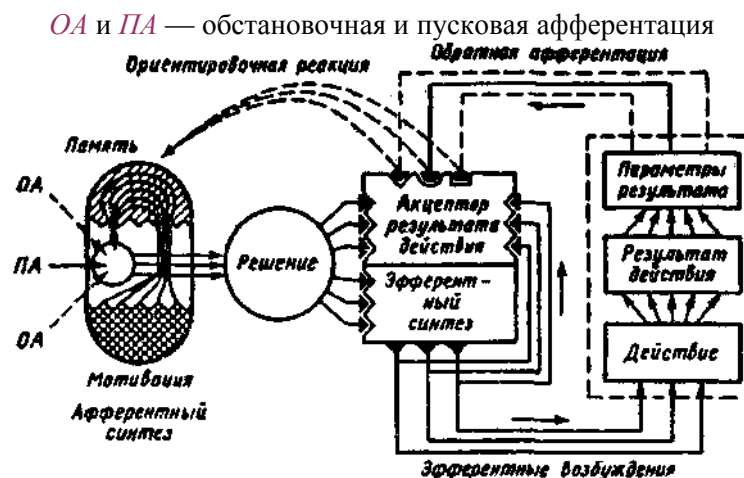 ОА и ПА — обстановочная и пусковая афферентация
Обратная афферентация
Ориентировочная реакция
Память
ОА
ПА
ОА
Мотивация
Афферентный
синтез
Решение
Акцептор
результата
действия
Эфферент-
ный
синтез
Параметры
результата
Результат
действия
Действие
Эфферентные возбуждения